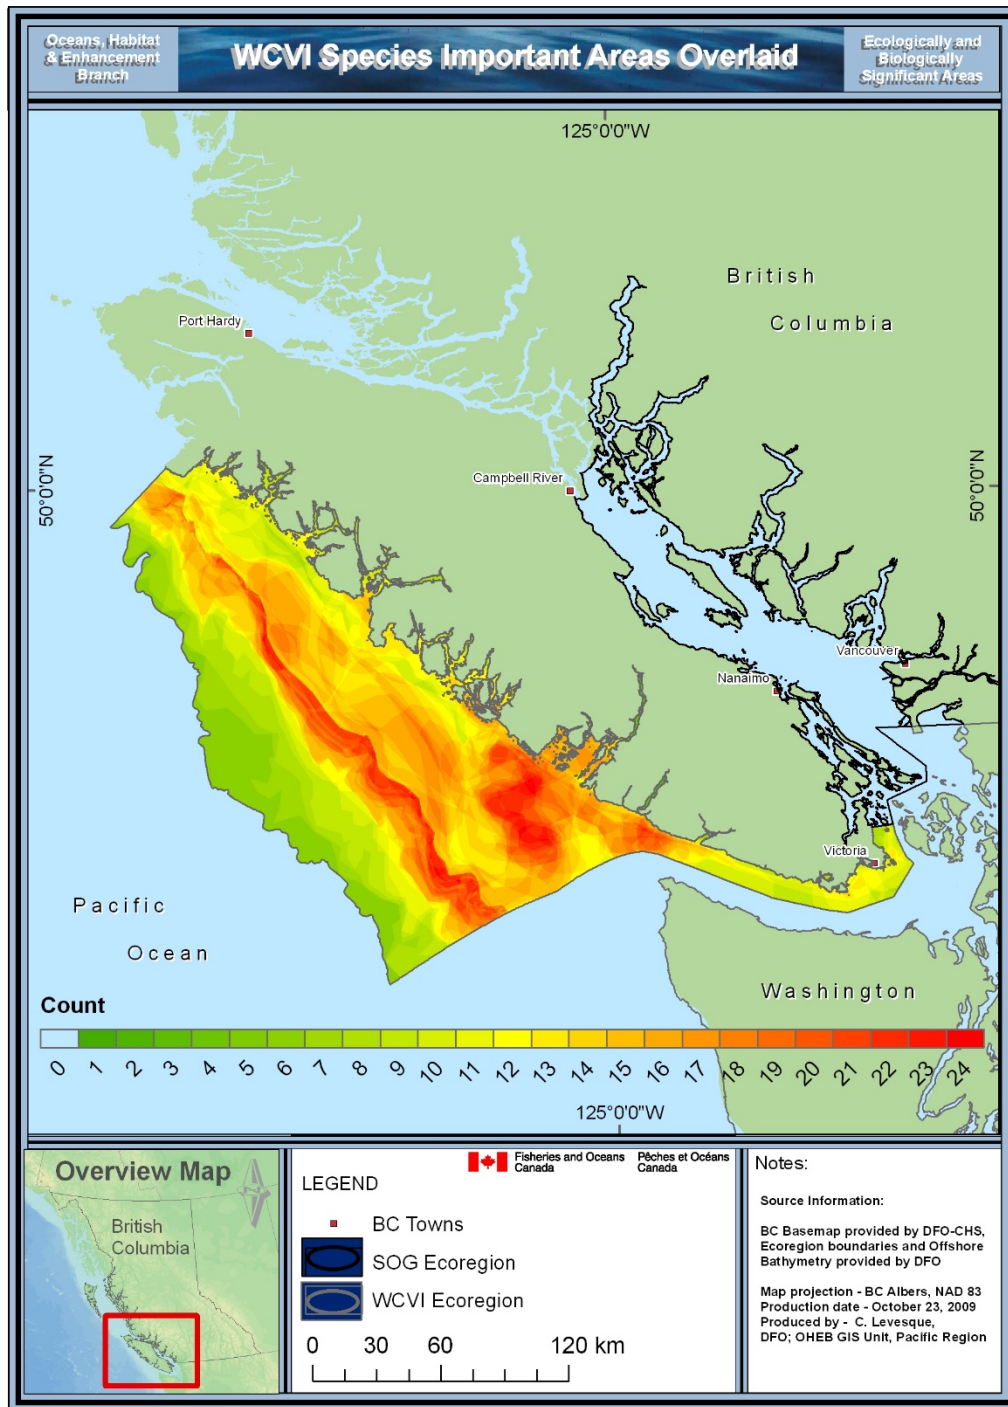 Oceans, Habitat
& Enhancement
Branch
WCVI Species Important Areas Overlaid
Ecologically and
Biologically
Significant Areas
125°0'0"W
British
Columbia
Port Hardy
50°0'0"N
Campbell River
50°0'0"N
Vancouver
Nanaimo
Victoria
Pacific
Ocean
Washington
Count
0 1 2 3 4 5 6 7 8 9 10 11 12 13 14 15 16 17 18 19 20 21 22 23 24
125°0'0"W
Overview Map
British
Columbia
Fisheries and Oceans
Canada
Pêches et Océans
Canada
LEGEND
BC Towns
SOG Ecoregion
WCVI Ecoregion
0 30 60 120 km
Notes:
Source Information:
BC Basemap provided by DFO-CHS,
Ecoregion boundaries and Offshore
Bathymetry provided by DFO
Map projection - BC Albers, NAD 83
Production date - October 23, 2009
Produced by - C. Levesque,
DFO; OHEB GIS Unit, Pacific Region